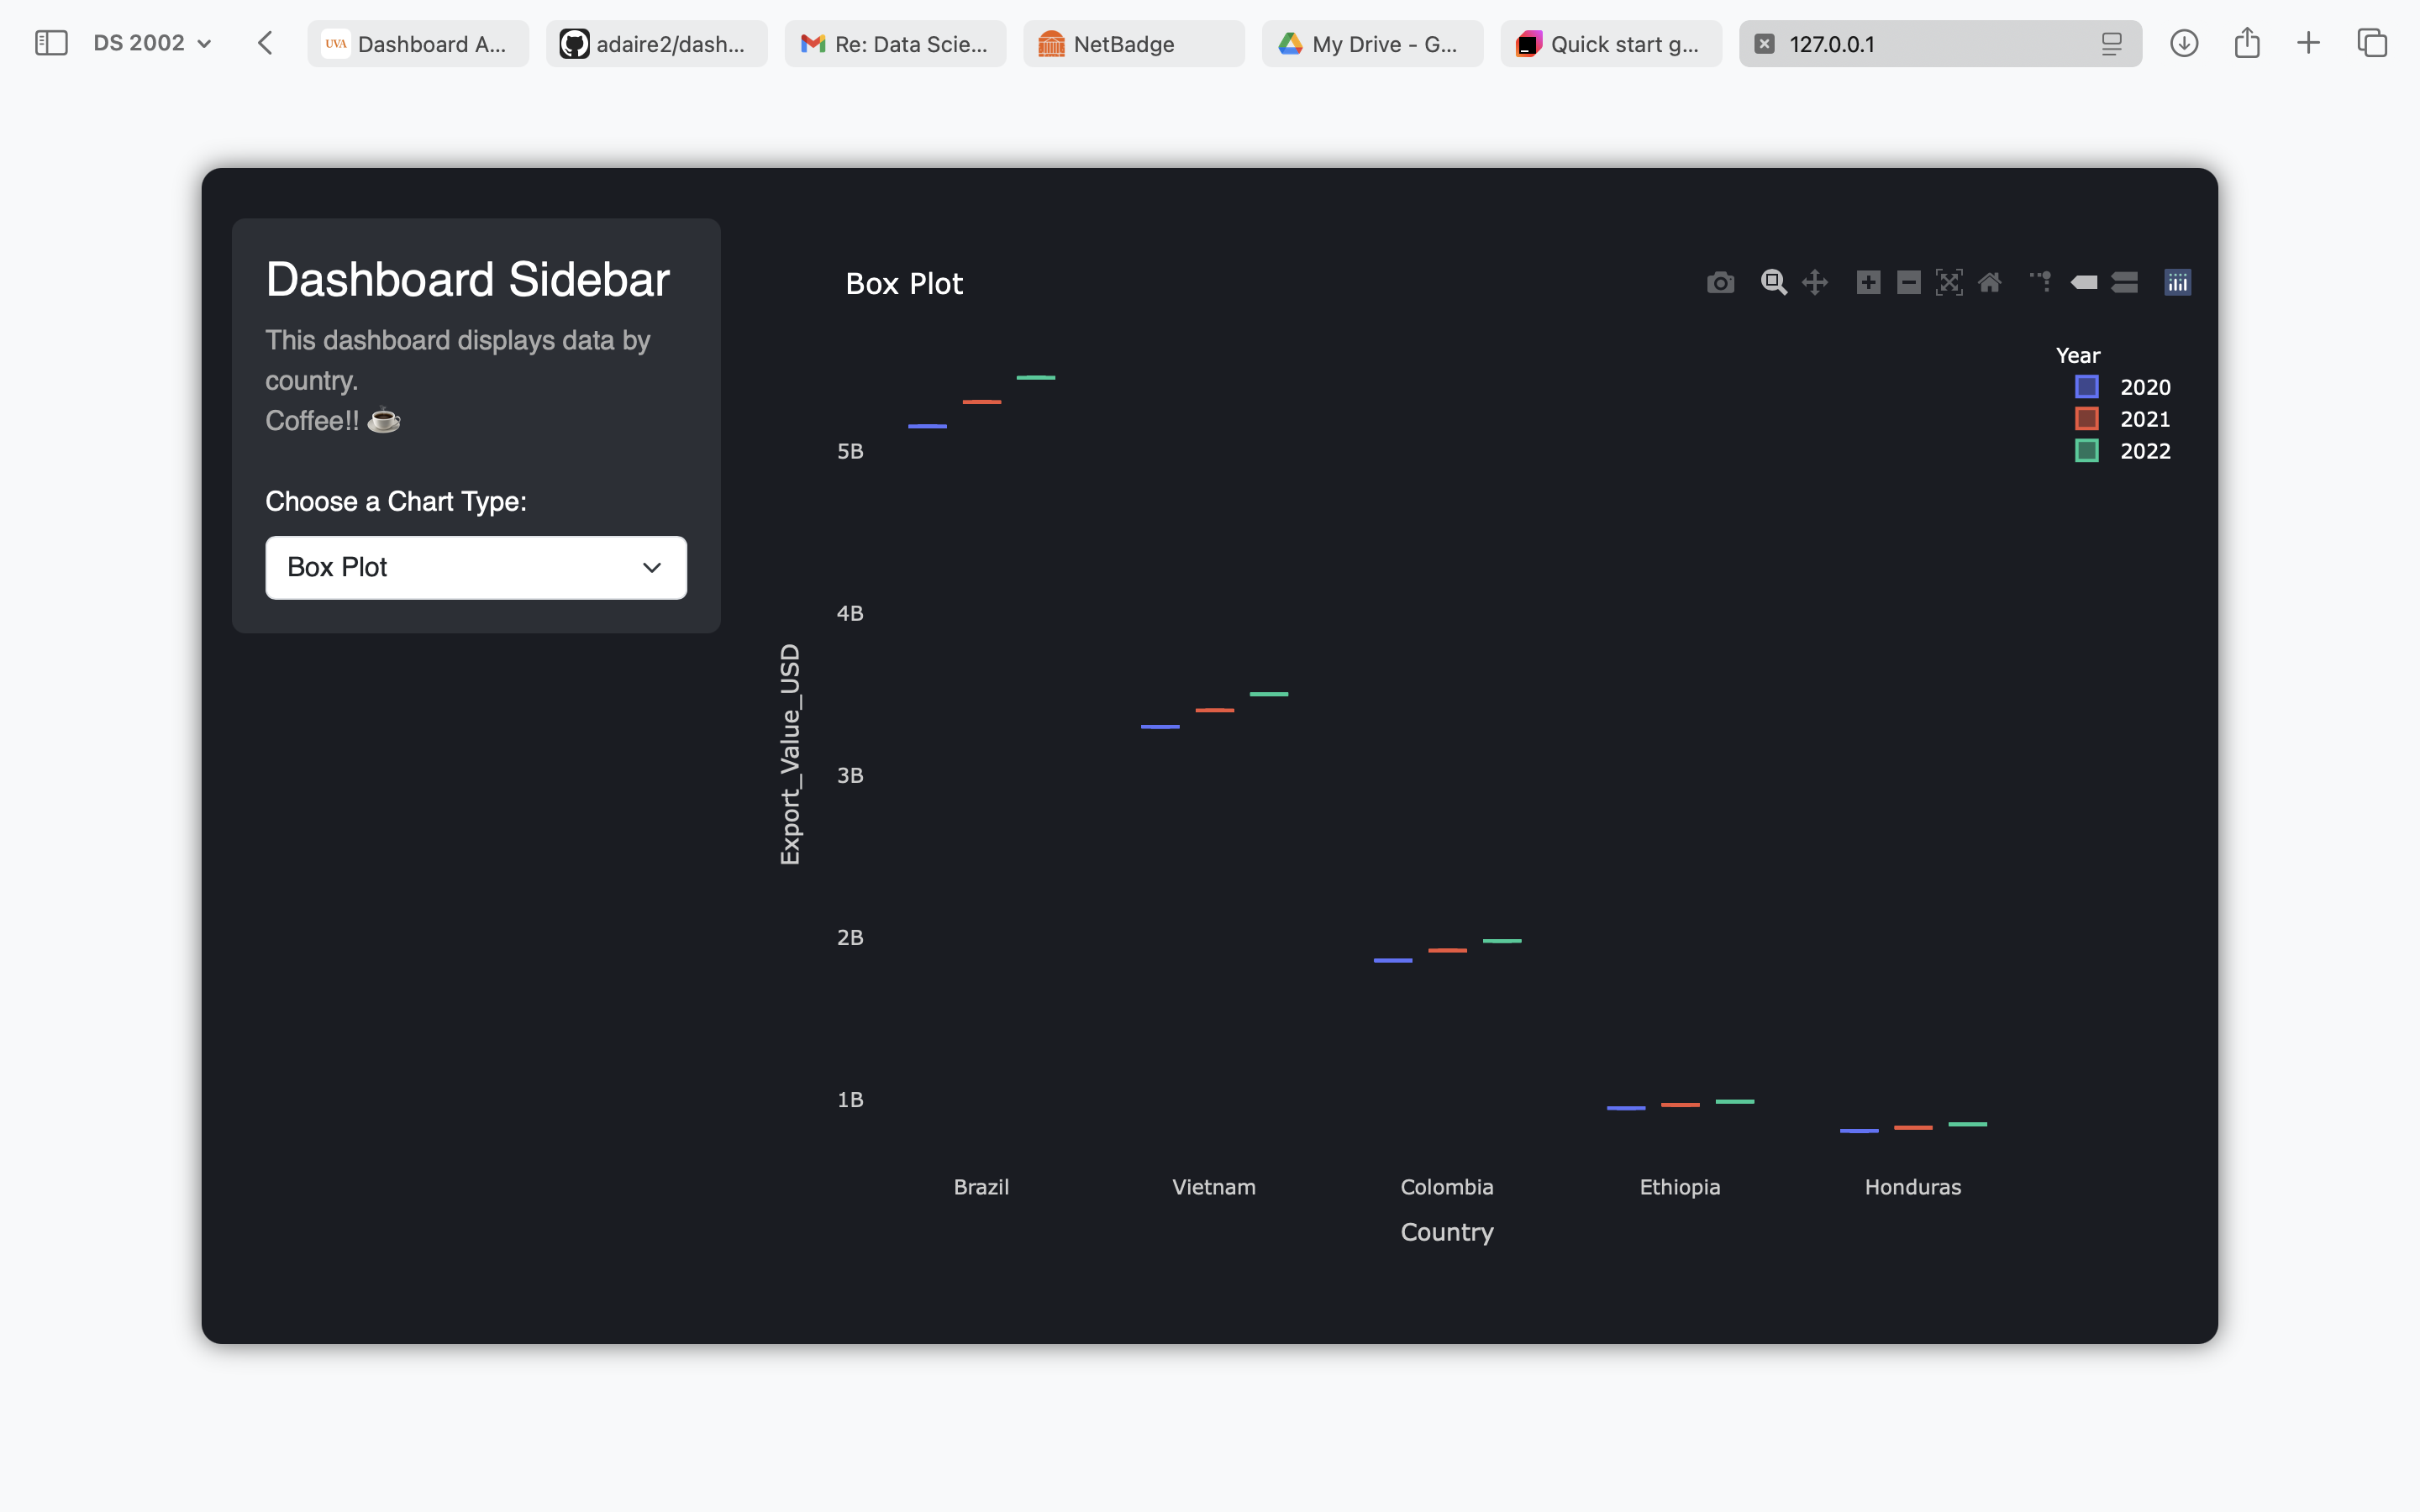 DS 2002
UVA
Dashboard A...
adaire2/dash...
Re: Data Scie...
NetBadge
My Drive - G...
Quick start g...
127.0.0.1
Dashboard Sidebar
This dashboard displays data by
country.
Coffee!! ☕
Choose a Chart Type:
Box Plot
Box Plot
Year
2020
2021
2022
Export_Value_USD
5B
4B
3B
2B
1B
Brazil
Vietnam
Colombia
Ethiopia
Honduras
Country